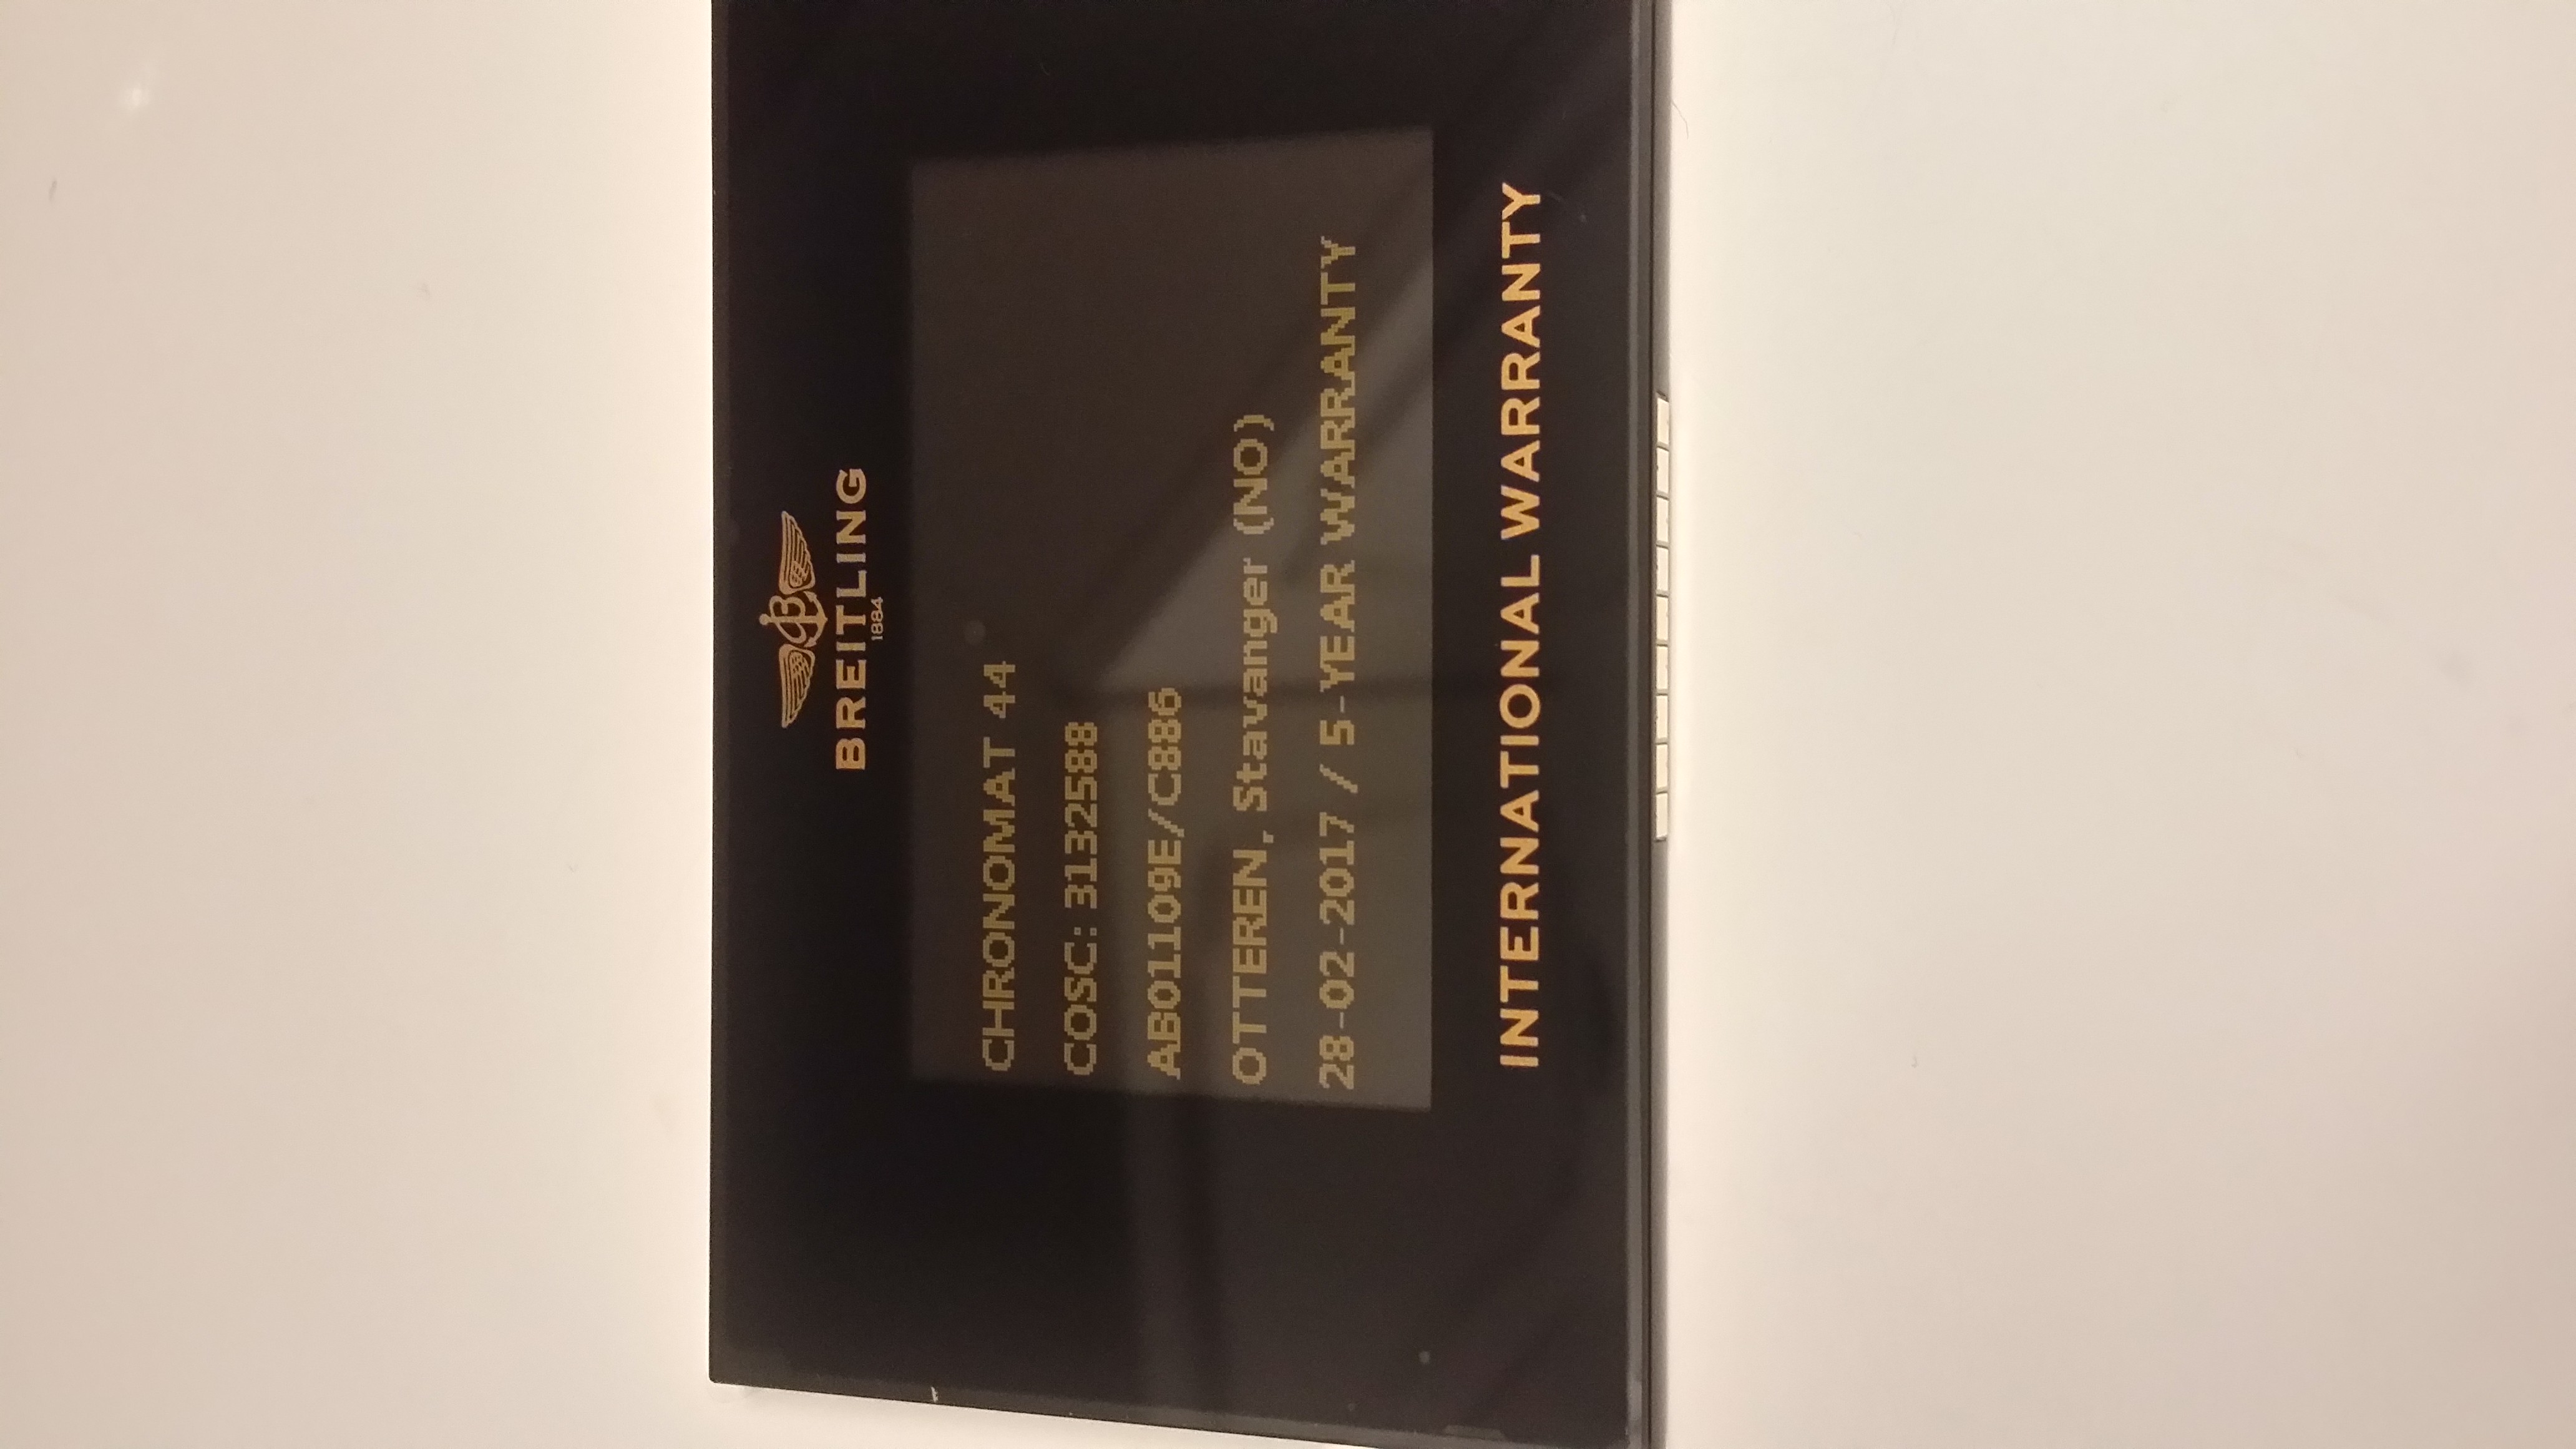 BREITLING
1884
CHRONOMAT 44
COSC: 3132588
AB01109E/C886
OTTEREN, Stavanger (NO)
28-02-2017 / 5-YEAR WARRANTY
INTERNATIONAL WARRANTY